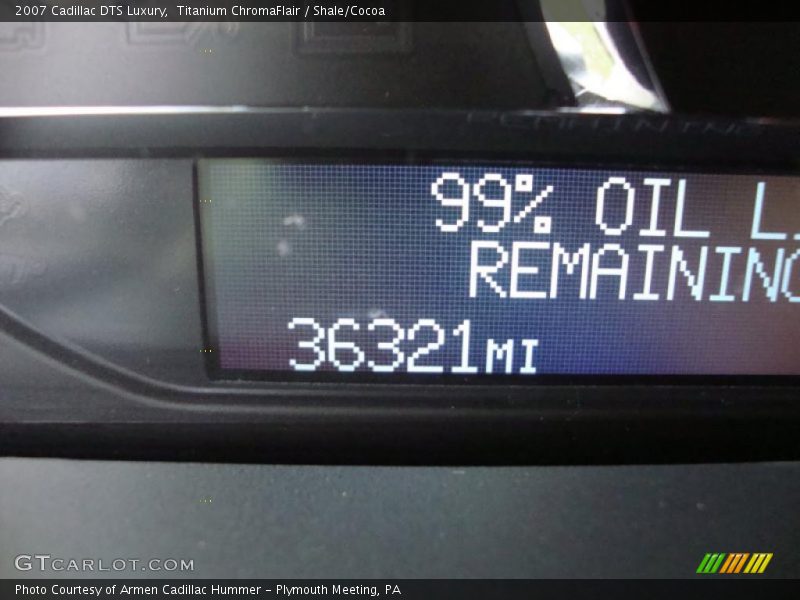 2007 Cadillac DTS Luxury,  Titanium ChromaFlair / Shale/Cocoa
99% OIL L
REMAINING
36321MI
GTCARLOT.COM
Photo Courtesy of Armen Cadillac Hummer - Plymouth Meeting, PA